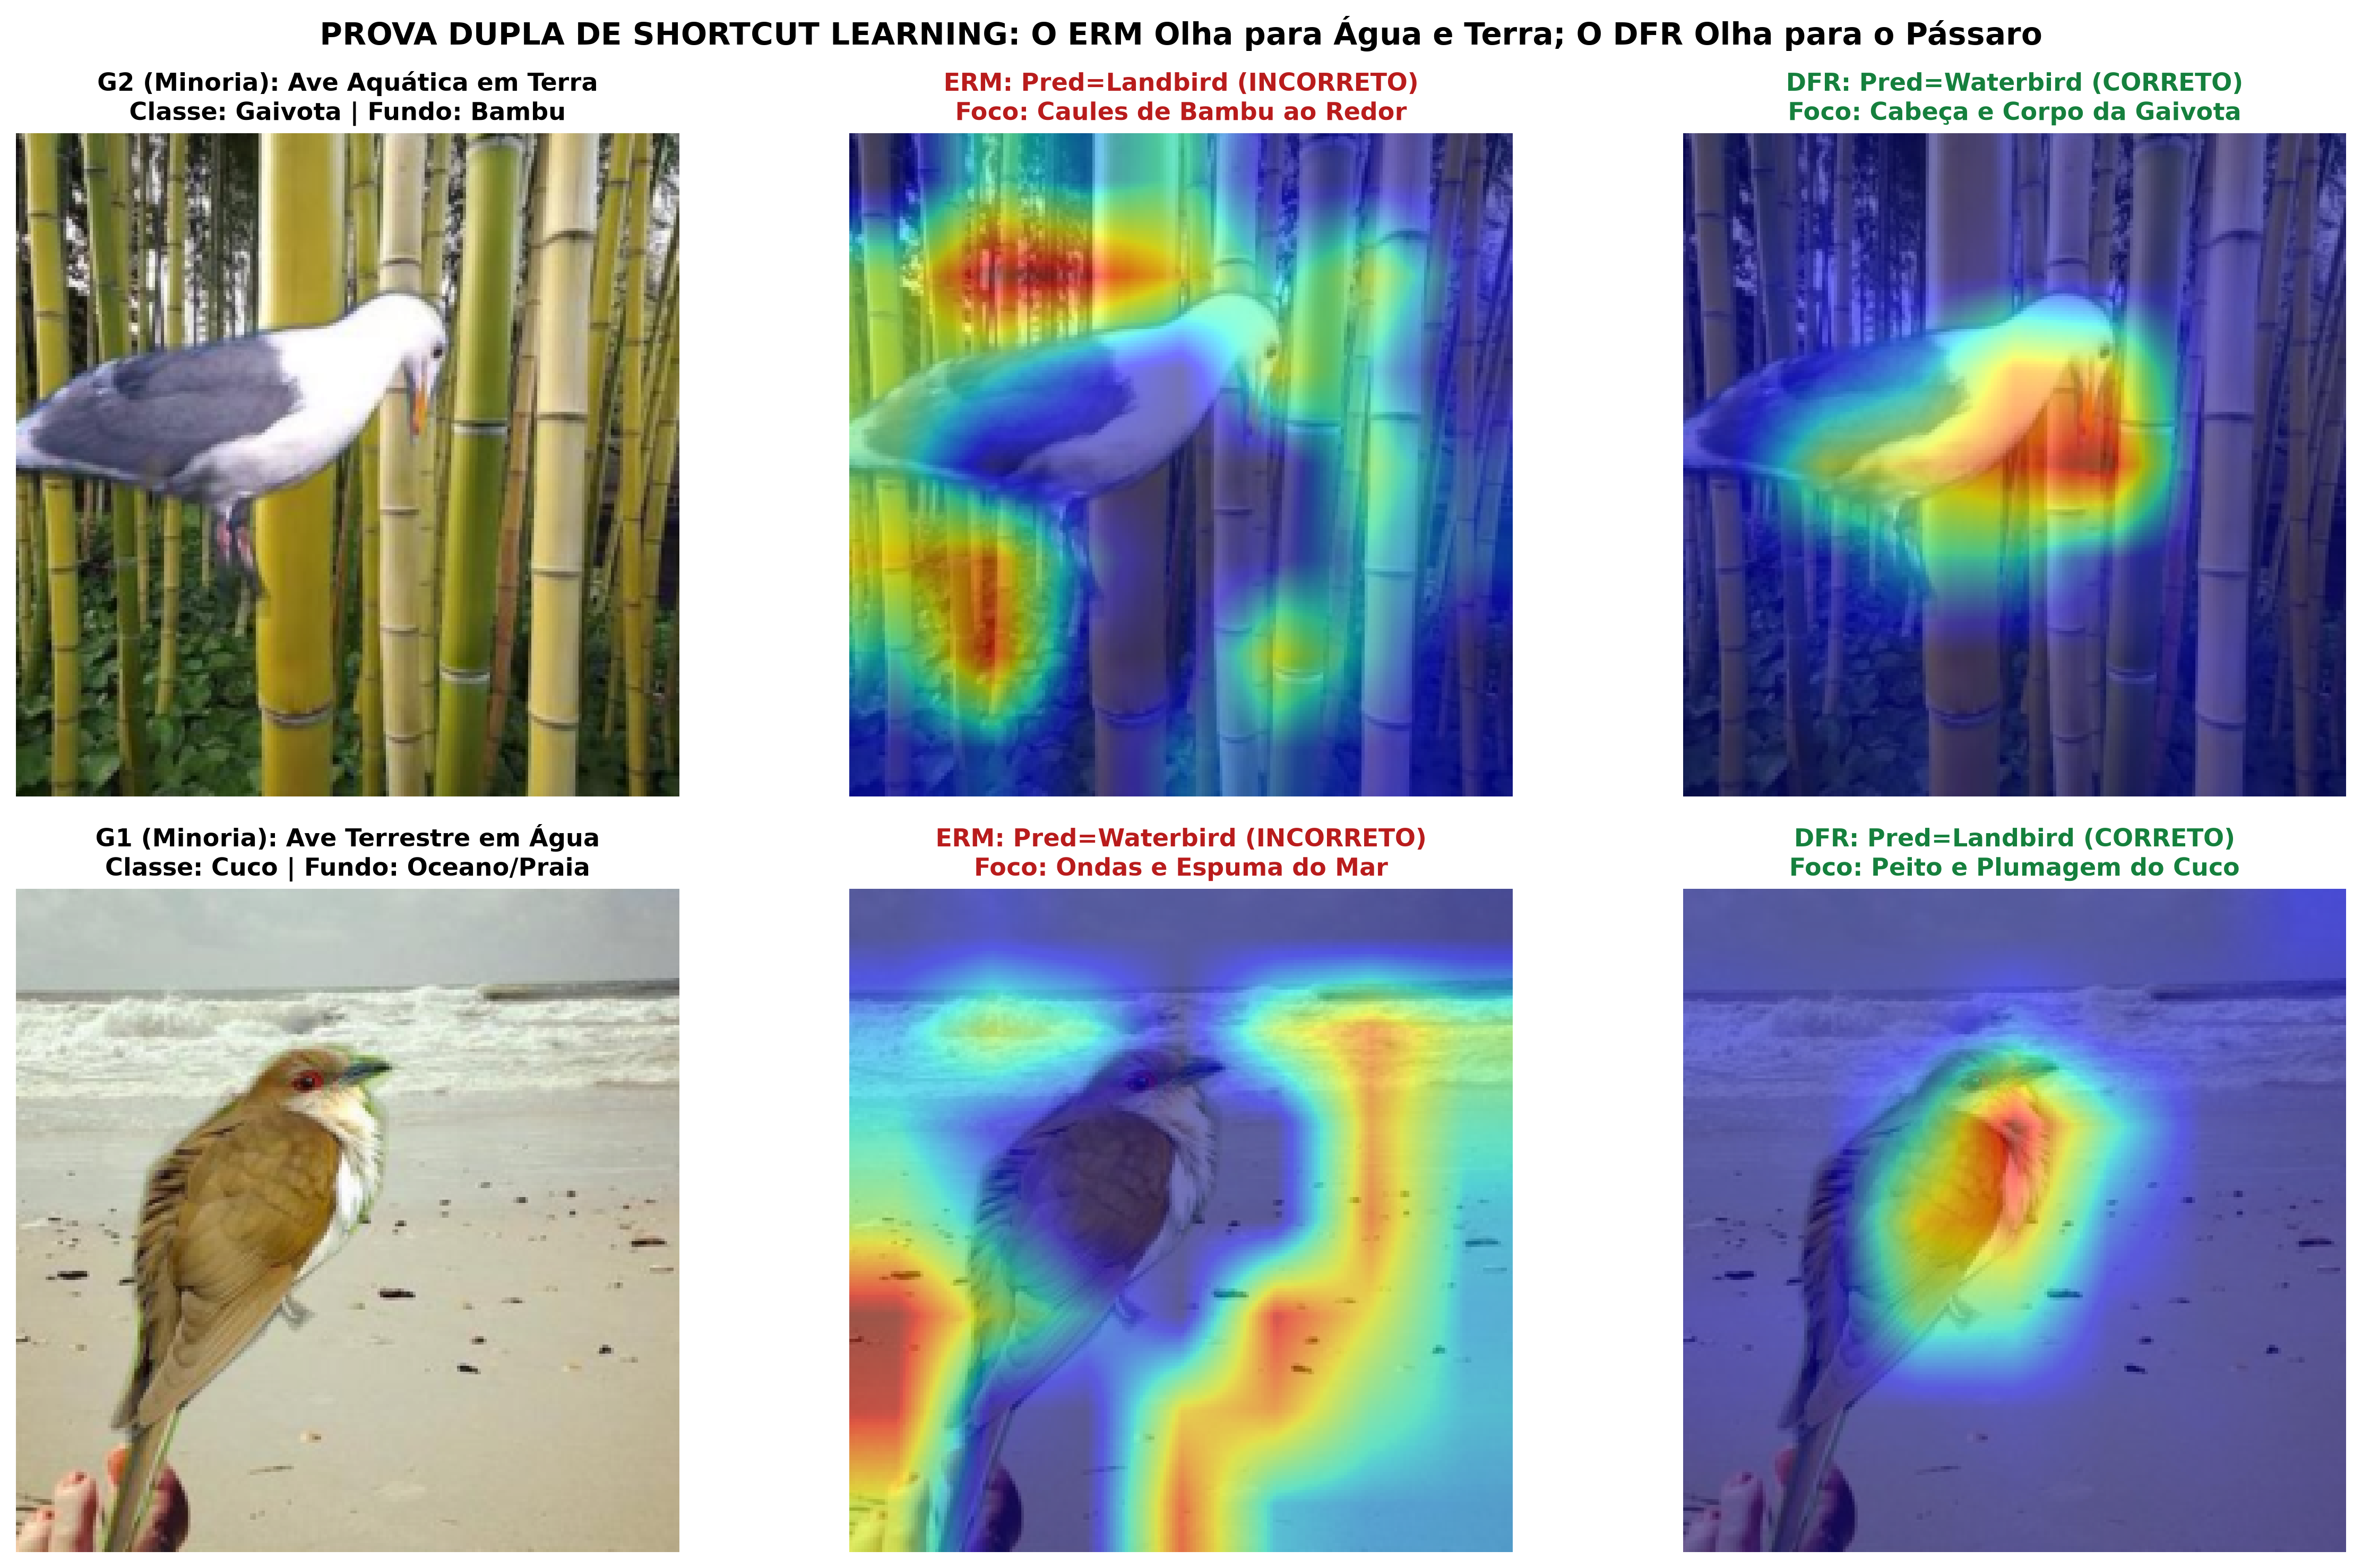 PROVA DUPLA DE SHORTCUT LEARNING: O ERM Olha para Água e Terra; O DFR Olha para o Pássaro
G2 (Minoria): Ave Aquática em Terra
Classe: Gaivota | Fundo: Bambu
ERM: Pred=Landbird (INCORRETO)
Foco: Caules de Bambu ao Redor
DFR: Pred=Waterbird (CORRETO)
Foco: Cabeça e Corpo da Gaivota
G1 (Minoria): Ave Terrestre em Água
Classe: Cuco | Fundo: Oceano/Praia
ERM: Pred=Waterbird (INCORRETO)
Foco: Ondas e Espuma do Mar
DFR: Pred=Landbird (CORRETO)
Foco: Peito e Plumagem do Cuco